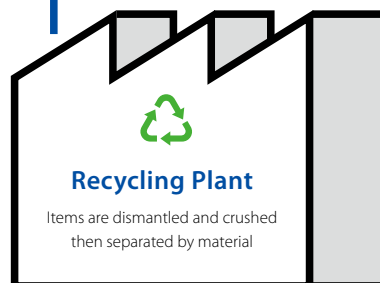 Recycling Plant
Items are dismantled and crushed
then separated by material